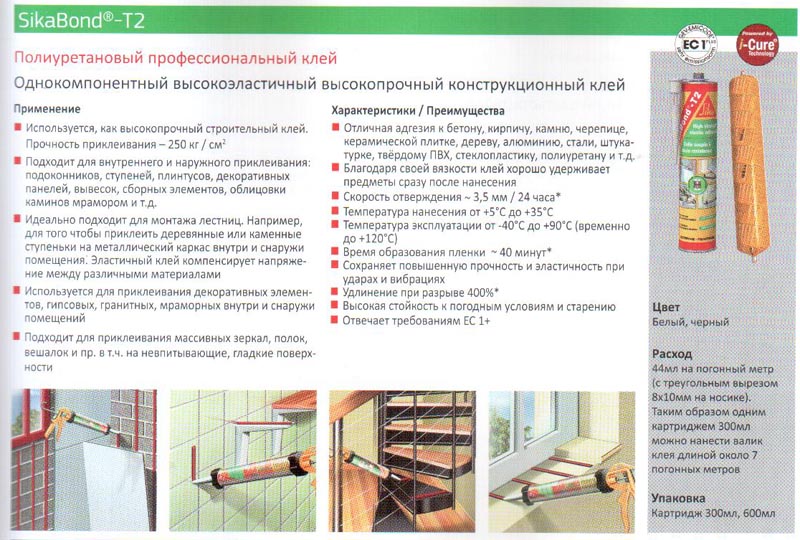 SikaBond®-T2
Полиуретановый профессиональный клей
Однокомпонентный высокоэластичный высокопрочный конструкционный клей
Применение
Используется, как высокопрочный строительный клей.
Прочность приклеивания – 250 кг / см²
Подходит для внутреннего и наружного приклеивания:
подоконников, ступеней, плинтусов, декоративных
панелей, вывесок, сборных элементов, облицовки
каминов мрамором и т.д.
Идеально подходит для монтажа лестниц. Например,
для того чтобы приклеить деревянные или каменные
ступеньки на металлический каркас внутри и снаружи
помещения. Эластичный клей компенсирует напряже-
ние между различными материалами
Используется для приклеивания декоративных элемен-
тов, гипсовых, гранитных, мраморных внутри и снаружи
помещений
Подходит для приклеивания массивных зеркал, полок,
вешалок и пр. в т.ч. на невпитывающие, гладкие поверх-
ности
Характеристики / Преимущества
Отличная адгезия к бетону, кирпичу, камню, черепице,
керамической плитке, дереву, алюминию, стали, штука-
турке, твёрдому ПВХ, стеклопластику, полиуретану и т.д.
Благодаря своей вязкости клей хорошо удерживает
предметы сразу после нанесения
Скорость отверждения ~ 3,5 мм / 24 часа*
Температура нанесения от +5°С до +35°С
Температура эксплуатации от -40°С до +90°С (временно
до +120°С)
Время образования пленки ~ 40 минут*
Сохраняет повышенную прочность и эластичность при
ударах и вибрациях
Удлинение при разрыве 400%*
Высокая стойкость к погодным условиям и старению
Отвечает требованиям ЕС 1+
EC1 PLUS
Powered by
i-Cure®
Technology
Цвет
Белый, черный
Расход
44мл на погонный метр
(с треугольным вырезом
8х10мм на носике).
Таким образом одним
картриджем 300мл
можно нанести валик
клея длиной около 7
погонных метров
Упаковка
Картридж 300мл, 600мл